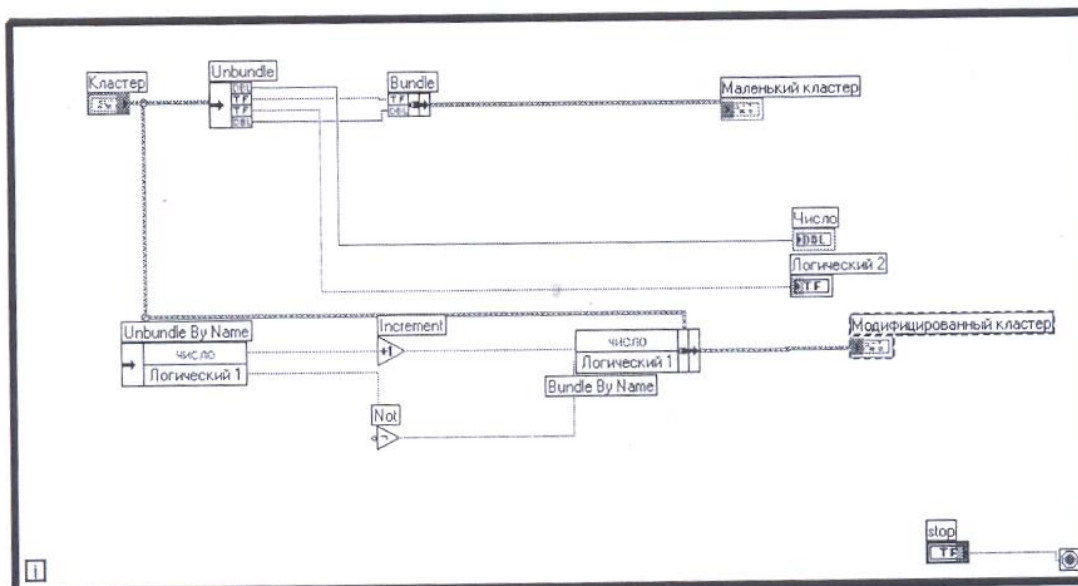 Кластер
Unbundle
DBL
TF
TF
DBL
Bundle
TF
DBL
Маленький кластер
Число
DBL
Логический 2
TF
Unbundle By Name
число
Логический 1
Increment
+1
Not
число
Логический 1
Bundle By Name
Модифицированный кластер
stop
TF
i